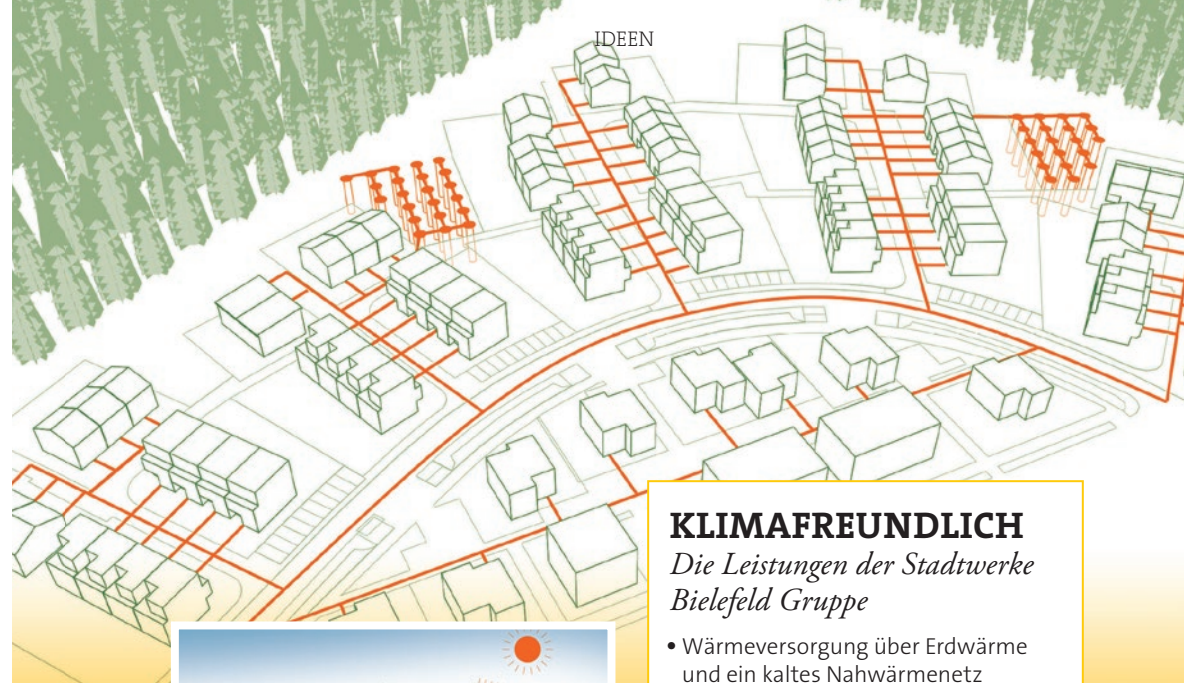 IDEEN
KLIMAFREUNDLICH
Die Leistungen der Stadtwerke
Bielefeld Gruppe
• Wärmeversorgung über Erdwärme
und ein kaltes Nahwärmenetz